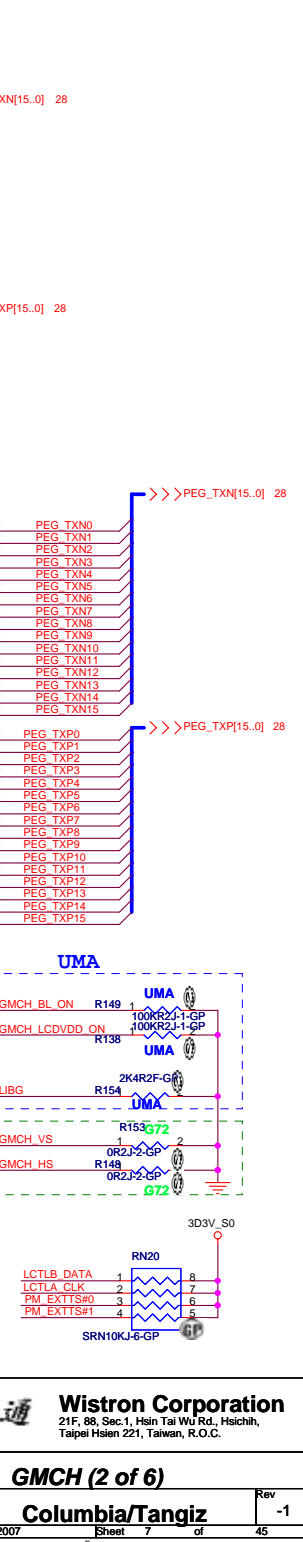 XN[15..0] 28
XP[15..0] 28
PEG_TXN[15..0] 28
PEG_TXN0
PEG_TXN1
PEG_TXN2
PEG_TXN3
PEG_TXN4
PEG_TXN5
PEG_TXN6
PEG_TXN7
PEG_TXN8
PEG_TXN9
PEG_TXN10
PEG_TXN11
PEG_TXN12
PEG_TXN13
PEG_TXN14
PEG_TXN15
PEG_TXP[15..0] 28
PEG_TXP0
PEG_TXP1
PEG_TXP2
PEG_TXP3
PEG_TXP4
PEG_TXP5
PEG_TXP6
PEG_TXP7
PEG_TXP8
PEG_TXP9
PEG_TXP10
PEG_TXP11
PEG_TXP12
PEG_TXP13
PEG_TXP14
PEG_TXP15
UMA
UMA
GMCH_BL_ON R149 1
100KR2J-1-GP
GMCH_LCDVDD_ON 1 100KR2J-1-GP
R138
UMA
2K4R2F-GP
LIBG R154 1 2
UMA
R153 G72
GMCH_VS 1 2
0R2J-2-GP
GMCH_HS R148 1 2
0R2J-2-GP
G72
3D3V_S0
RN20
LCTLB_DATA 1 8
LCTLA_CLK 2 7
PM_EXTTS#0 3 6
PM_EXTTS#1 4 5
SRN10KJ-6-GP GP
通 Wistron Corporation
21F, 88, Sec.1, Hsin Tai Wu Rd., Hsichih,
Taipei Hsien 221, Taiwan, R.O.C.
GMCH (2 of 6)
Rev
Columbia/Tangiz -1
2007 Sheet 7 of 45